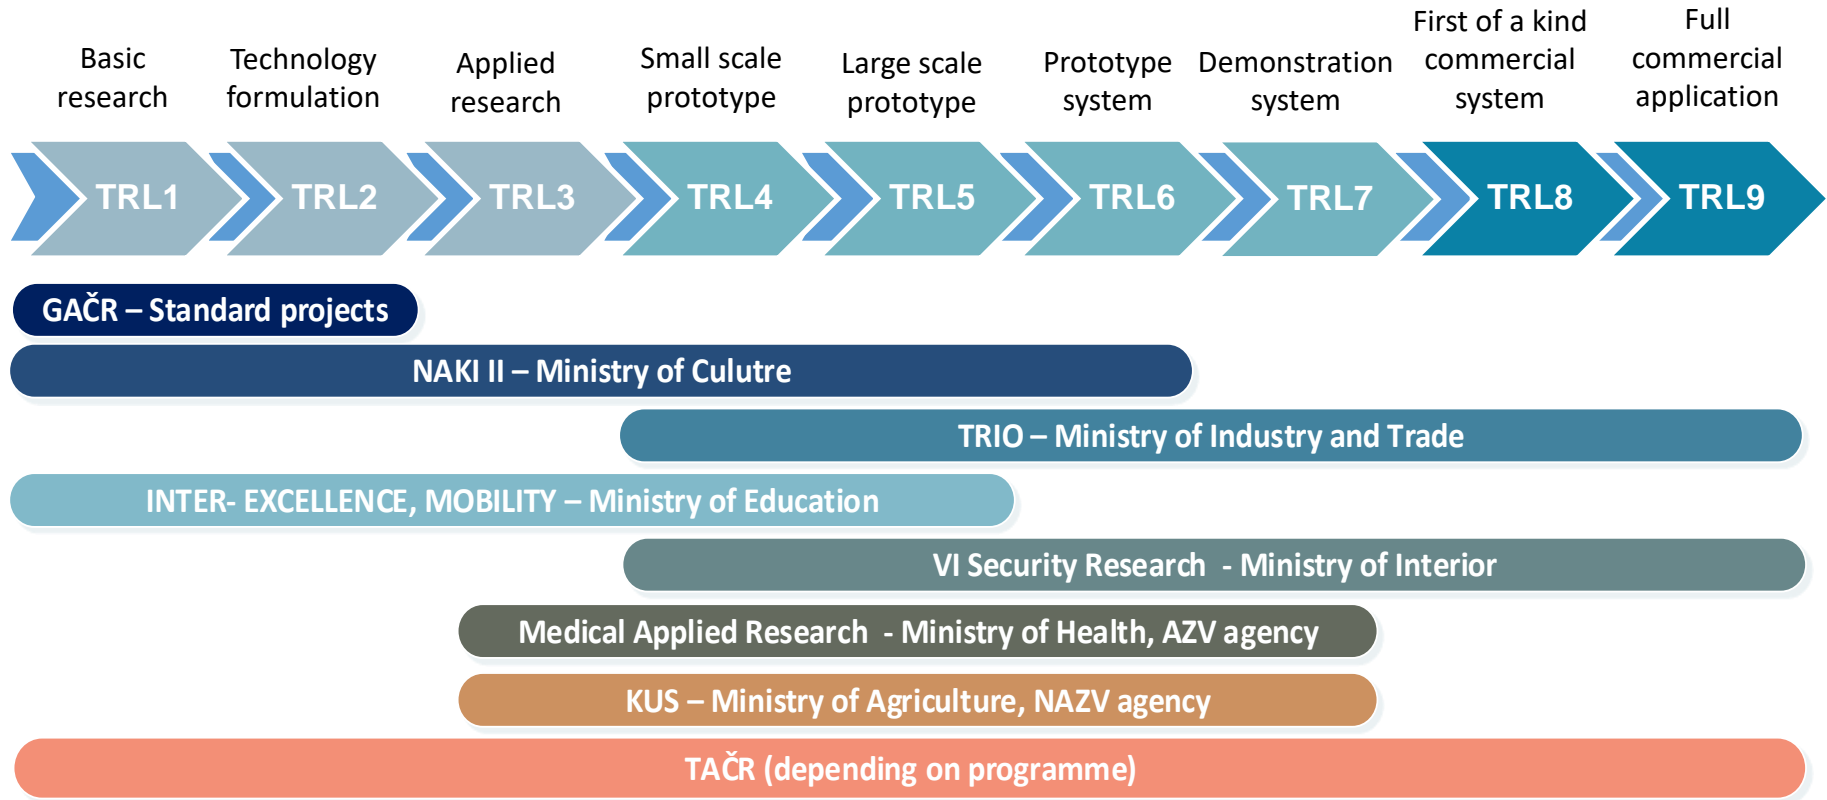 Basic
research
Technology
formulation
Applied
research
Small scale
prototype
Large scale
prototype
Prototype
system
Demonstration
system
First of a kind
commercial
system
Full
commercial
application
TRL1
TRL2
TRL3
TRL4
TRL5
TRL6
TRL7
TRL8
TRL9
GAČR – Standard projects
NAKI II – Ministry of Culutre
TRIO – Ministry of Industry and Trade
INTER- EXCELLENCE, MOBILITY – Ministry of Education
VI Security Research  - Ministry of Interior
Medical Applied Research  - Ministry of Health, AZV agency
KUS – Ministry of Agriculture, NAZV agency
TAČR (depending on programme)